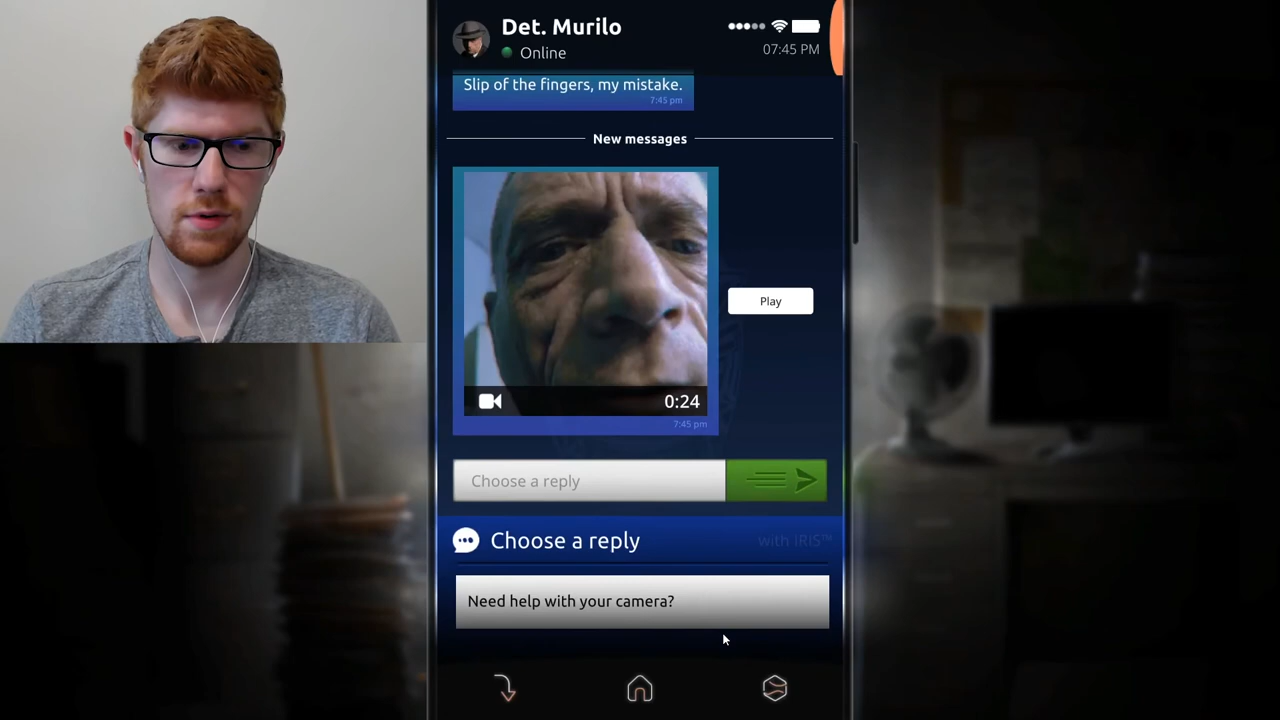 Det. Murilo
Online
07:45 PM
Slip of the fingers, my mistake.
7:45 pm
New messages
Play
0:24
7:45 pm
Choose a reply
Choose a reply
with IRIS™
Need help with your camera?